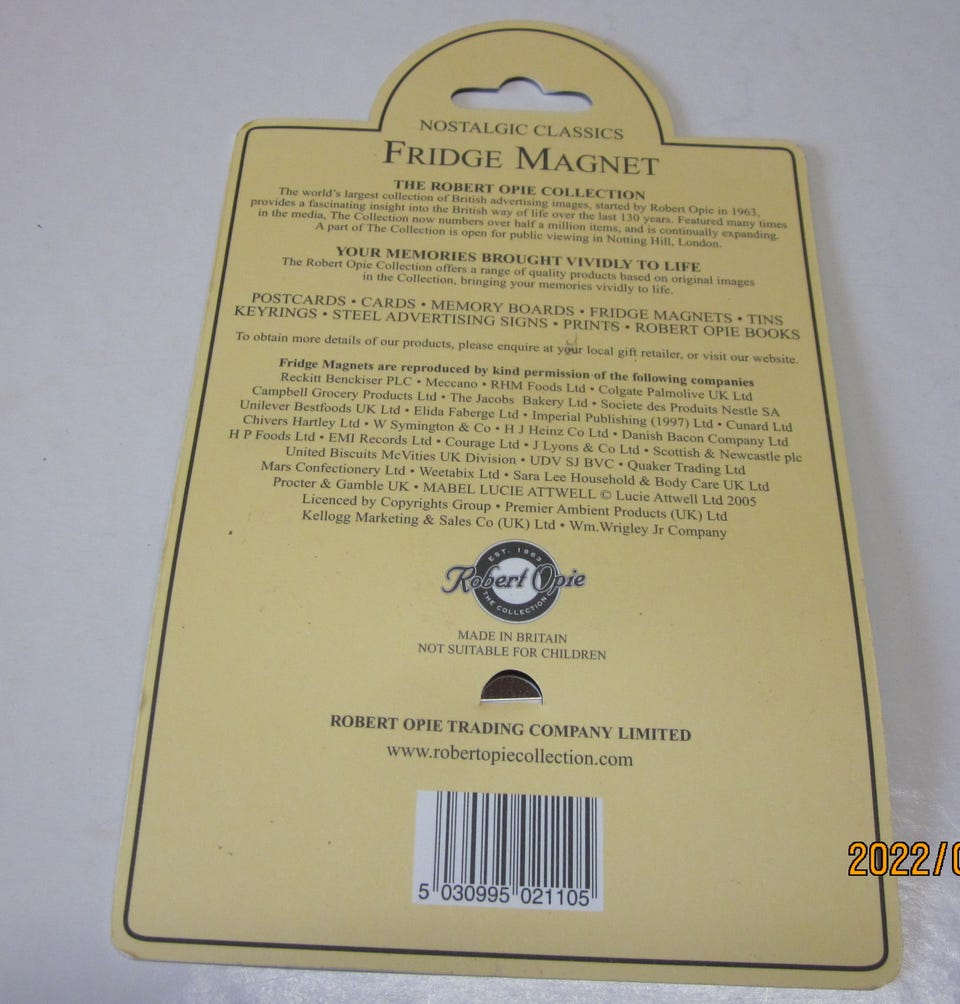 NOSTALGIC CLASSICS
FRIDGE MAGNET
THE ROBERT OPIE COLLECTION
The world's largest collection of British advertising images, started by Robert Opie in 1963,
provides a fascinating insight into the British way of life over the last 130 years. Featured many times
in the media, The Collection now numbers over half a million items, and is continually expanding.
A part of The Collection is open for public viewing in Notting Hill, London.
YOUR MEMORIES BROUGHT VIVIDLY TO LIFE
The Robert Opie Collection offers a range of quality products based on original images
in the Collection, bringing your memories vividly to life.
POSTCARDS • CARDS • MEMORY BOARDS • FRIDGE MAGNETS • TINS
KEYRINGS • STEEL ADVERTISING SIGNS • PRINTS • ROBERT OPIE BOOKS
To obtain more details of our products, please enquire at your local gift retailer, or visit our website.
Fridge Magnets are reproduced by kind permission of the following companies
Reckitt Benckiser PLC • Meccano • RHM Foods Ltd • Colgate Palmolive UK Ltd
Campbell Grocery Products Ltd • The Jacobs Bakery Ltd • Societe des Produits Nestle SA
Unilever Bestfoods UK Ltd • Elida Faberge Ltd • Imperial Publishing (1997) Ltd • Cunard Ltd
Chivers Hartley Ltd • W Symington & Co • H J Heinz Co Ltd • Danish Bacon Company Ltd
H P Foods Ltd • EMI Records Ltd • Courage Ltd • J Lyons & Co Ltd • Scottish & Newcastle plc
United Biscuits McVities UK Division • UDV SJ BVC • Quaker Trading Ltd
Mars Confectionery Ltd • Weetabix Ltd • Sara Lee Household & Body Care UK Ltd
Procter & Gamble UK • MABEL LUCIE ATTWELL © Lucie Attwell Ltd 2005
Licenced by Copyrights Group • Premier Ambient Products (UK) Ltd
Kellogg Marketing & Sales Co (UK) Ltd • Wm.Wrigley Jr Company
EST. 1963
Robert Opie
THE COLLECTION
MADE IN BRITAIN
NOT SUITABLE FOR CHILDREN
ROBERT OPIE TRADING COMPANY LIMITED
www.robertopiecollection.com
5 030995 021105
2022/0